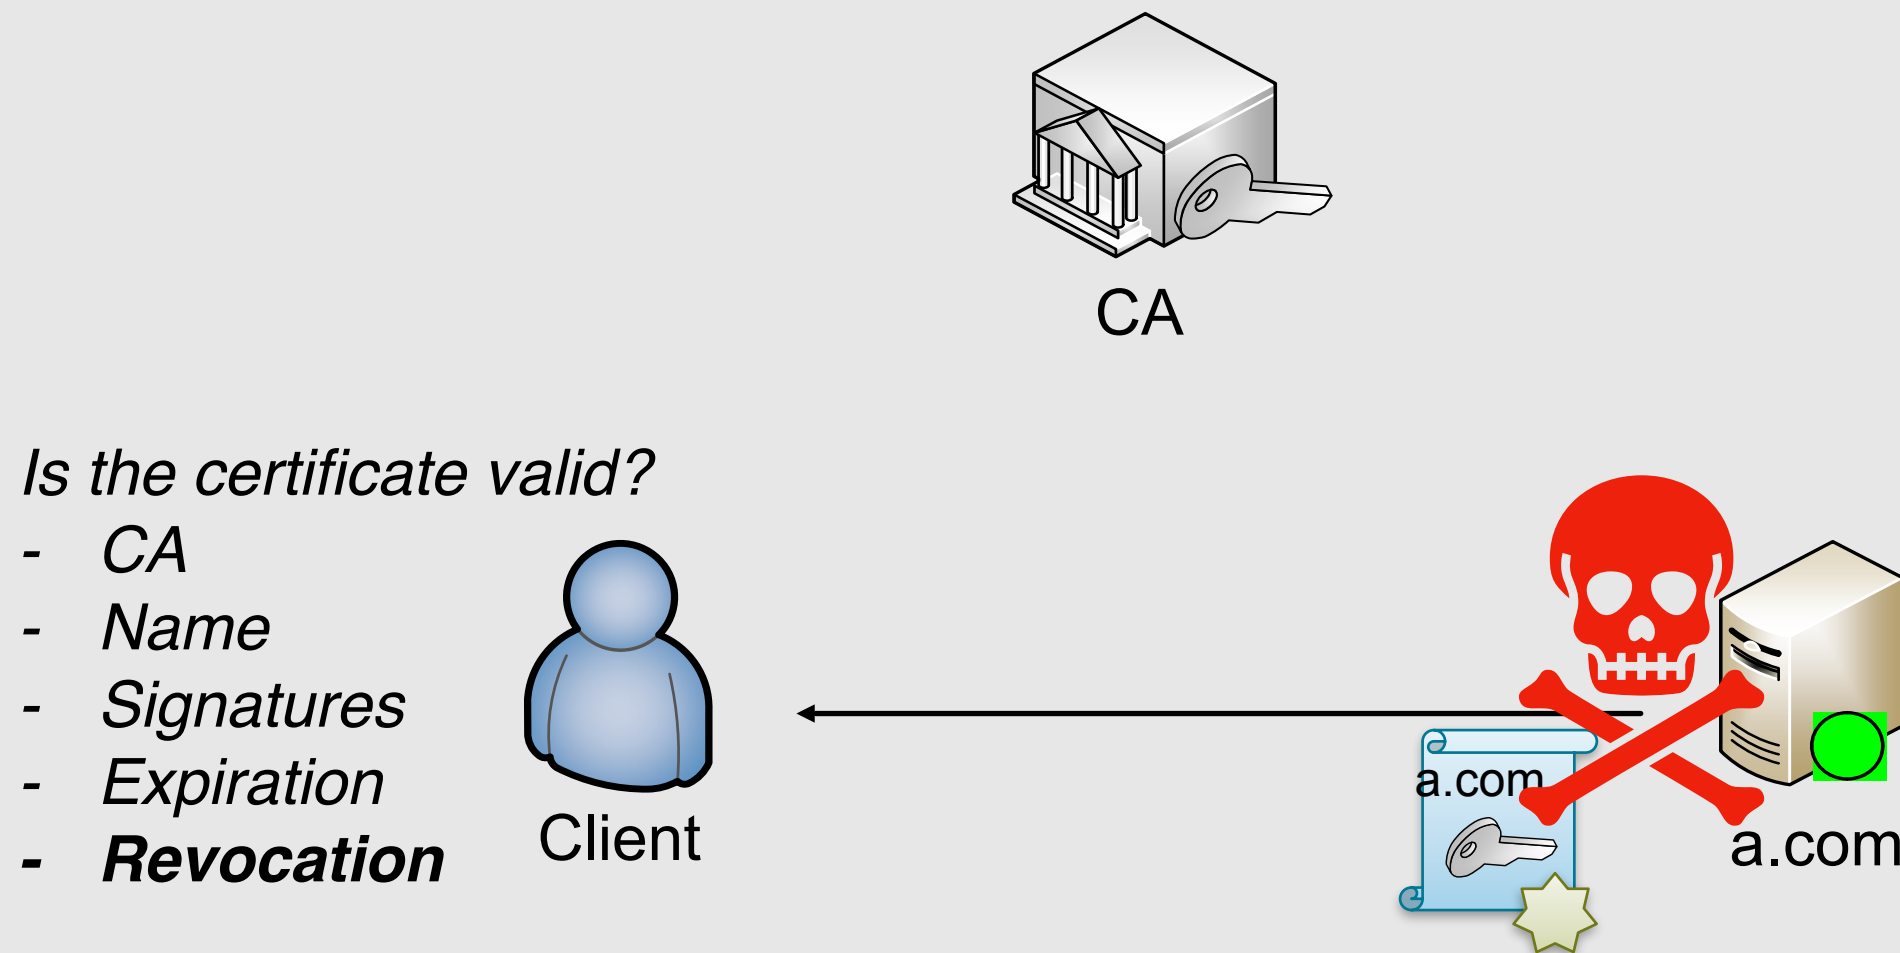 CA
Is the certificate valid?
- CA
- Name
- Signatures
- Expiration
- Revocation
Client
a.com
a.com